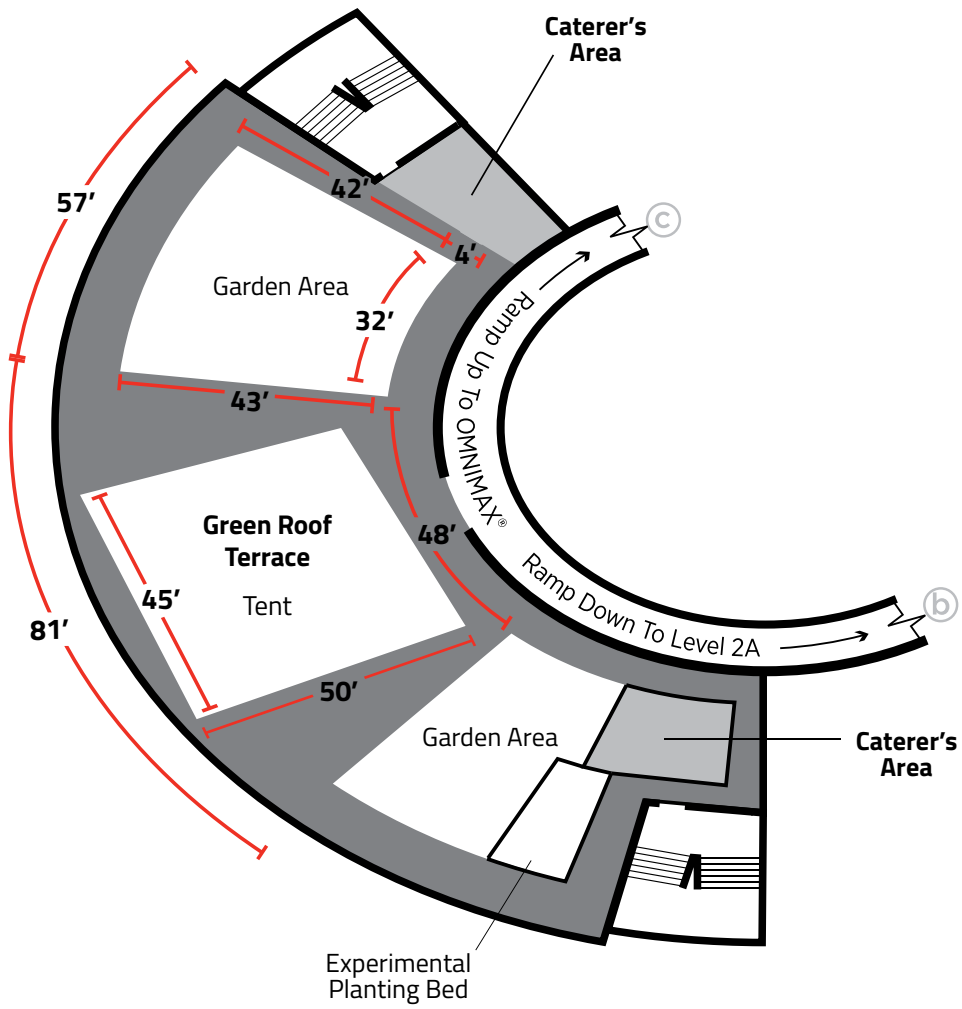 Caterer’s
Area
57’
42’
4’
c
Garden Area
32’
43’
Ramp Up To OMNIMAX®
Green Roof
Terrace
Tent
48’
45’
81’
50’
Ramp Down To Level 2A
b
Garden Area
Caterer’s
Area
Experimental
Planting Bed